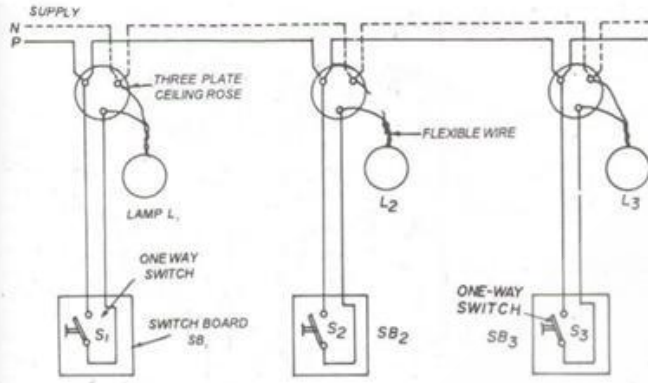 SUPPLY
N
P
THREE PLATE
CEILING ROSE
FLEXIBLE WIRE
LAMP L₁
L2
L3
ONE WAY
SWITCH
S1
SWITCH BOARD
SB₁
S2
SB2
ONE-WAY
SWITCH
S3
SB3